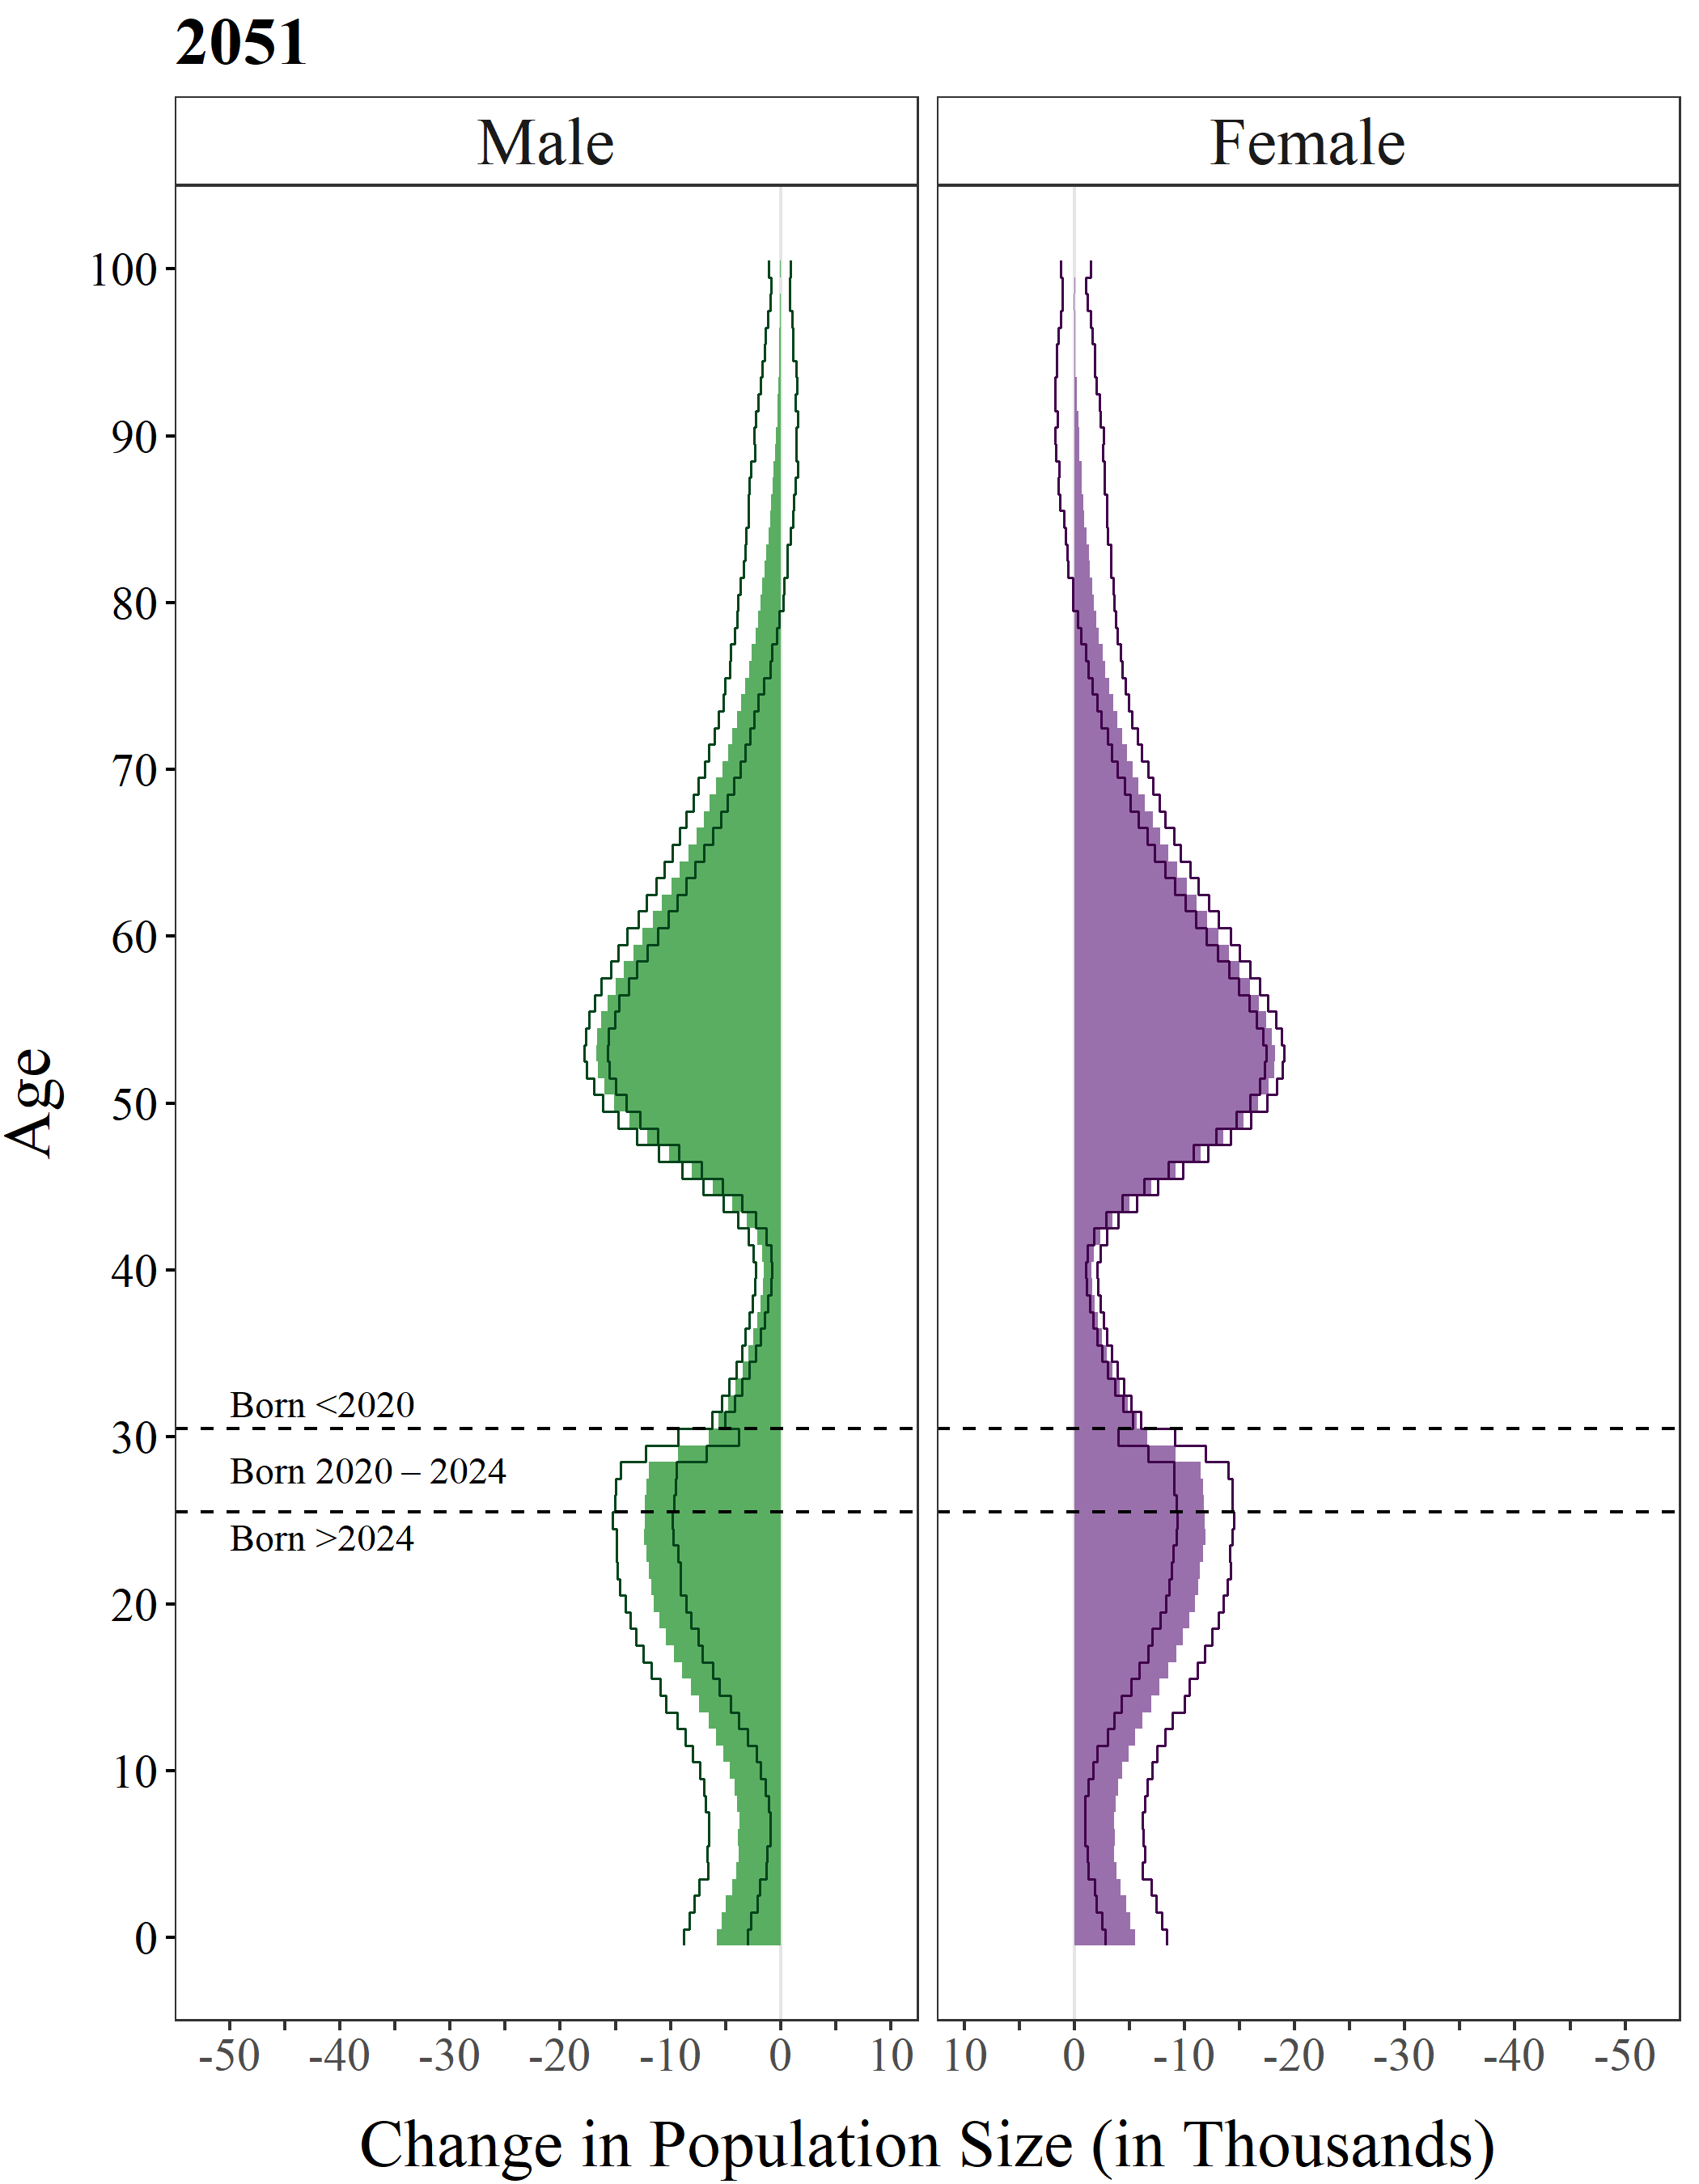 2051
Male
Female
100
90
80
70
60
50
40
30
20
10
0
Age
Born <2020
Born 2020 – 2024
Born >2024
-50 -40 -30 -20 -10 0 10
10 0 -10 -20 -30 -40 -50
Change in Population Size (in Thousands)